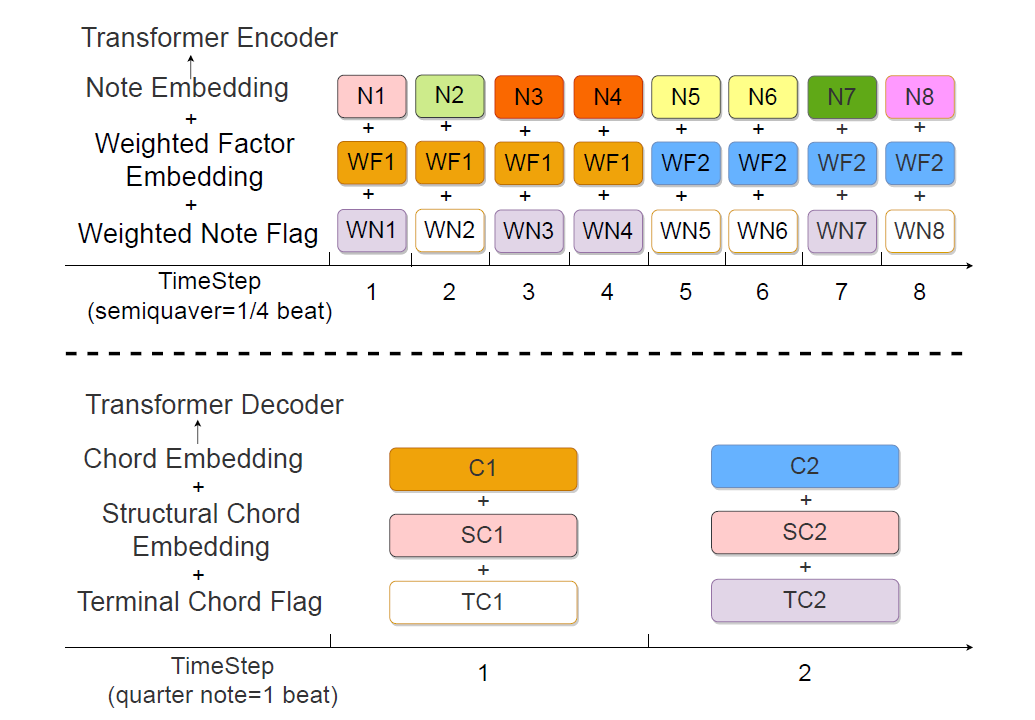 Transformer Encoder
Note Embedding N1 N2 N3 N4 N5 N6 N7 N8
+ + + + + + + + +
Weighted Factor
Embedding WF1 WF1 WF1 WF1 WF2 WF2 WF2 WF2
+ + + + + + + + +
Weighted Note Flag WN1 WN2 WN3 WN4 WN5 WN6 WN7 WN8
TimeStep
(semiquaver=1/4 beat) 1 2 3 4 5 6 7 8
Transformer Decoder
Chord Embedding C1 C2
+ + +
Structural Chord
Embedding SC1 SC2
+ + +
Terminal Chord Flag TC1 TC2
TimeStep
(quarter note=1 beat) 1 2